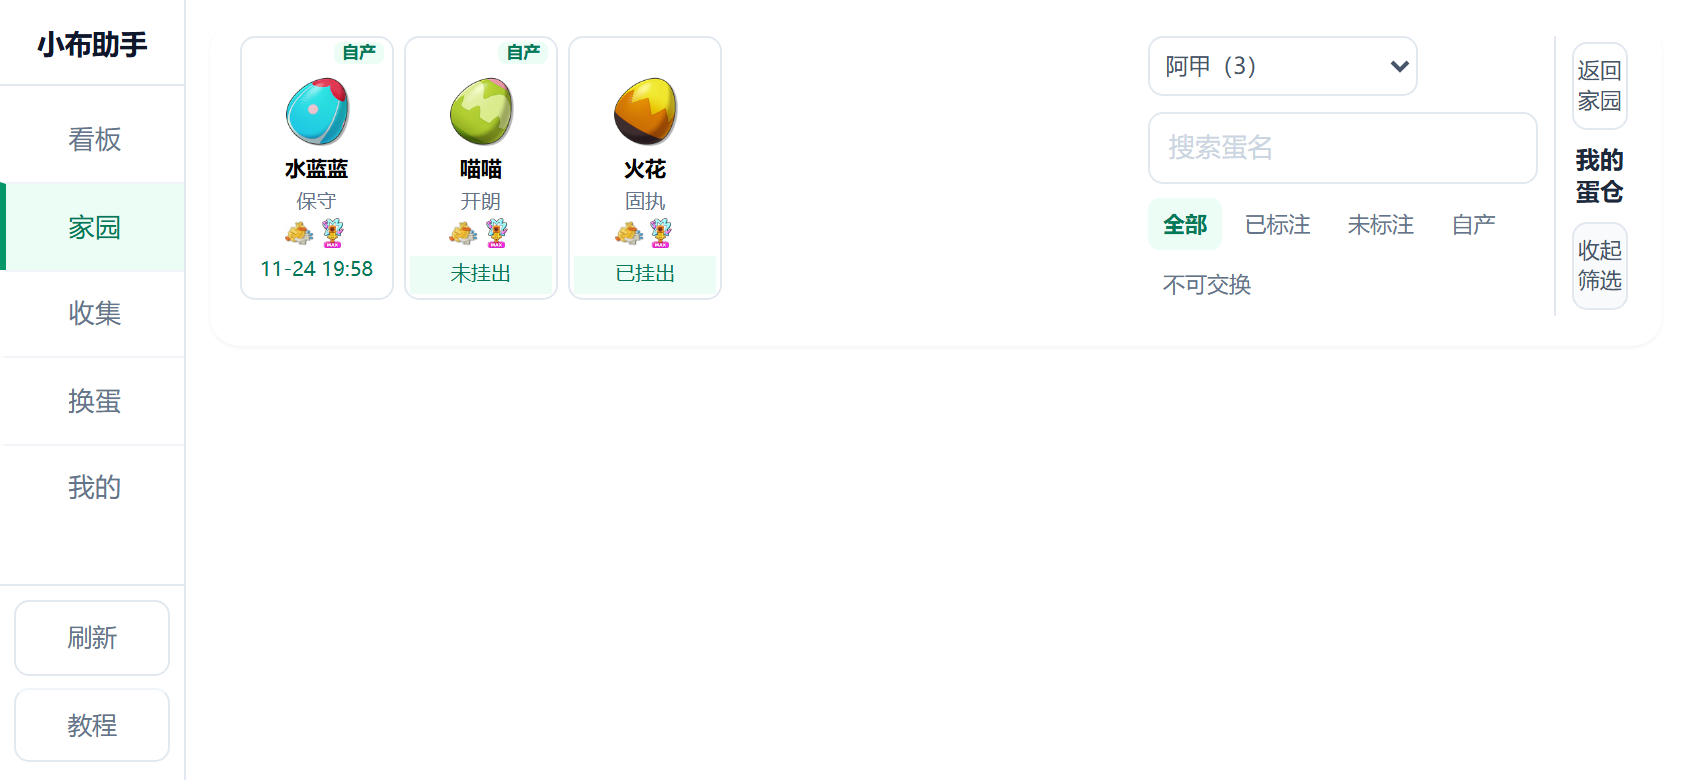 小布助手
看板
家园
收集
换蛋
我的
刷新
教程
自产
水蓝蓝
保守
MAX
11-24 19:58
自产
喵喵
开朗
MAX
未挂出
火花
固执
MAX
已挂出
阿甲（3）
搜索蛋名
全部 已标注 未标注 自产
不可交换
返回
家园
我的
蛋仓
收起
筛选